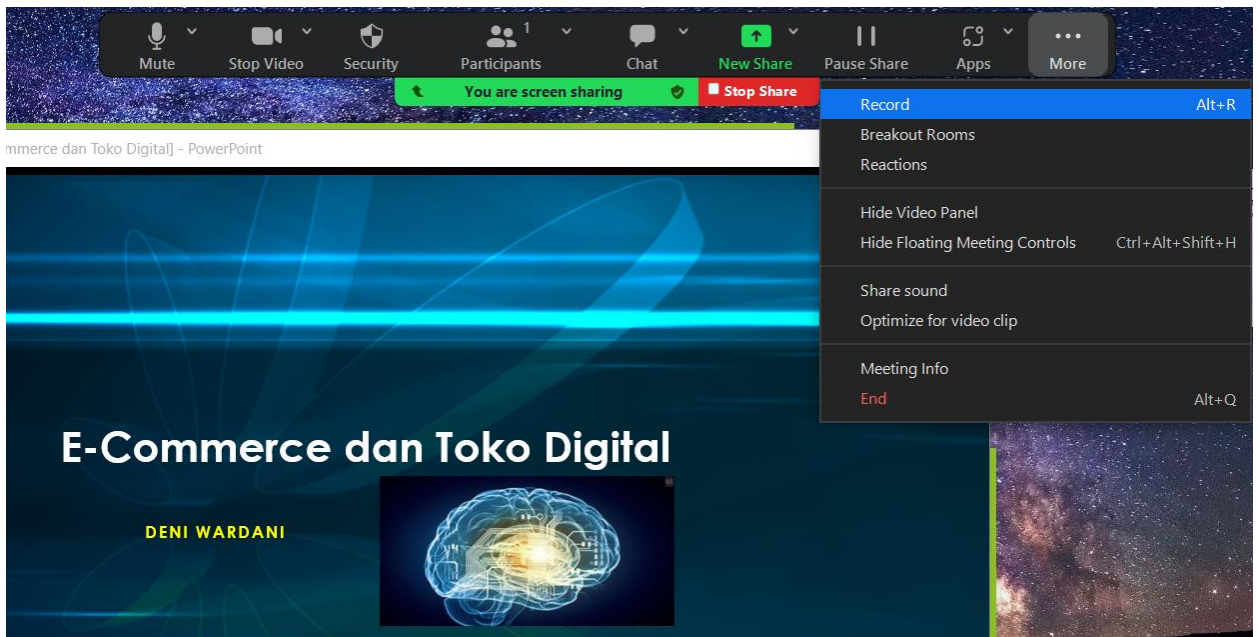 1
Mute Stop Video Security Participants Chat New Share Pause Share Apps More
You are screen sharing Stop Share
Record Alt+R
Breakout Rooms
Reactions
Hide Video Panel
Hide Floating Meeting Controls Ctrl+Alt+Shift+H
Share sound
Optimize for video clip
Meeting Info
End Alt+Q
mmerce dan Toko Digital] - PowerPoint
E-Commerce dan Toko Digital
DENI WARDANI